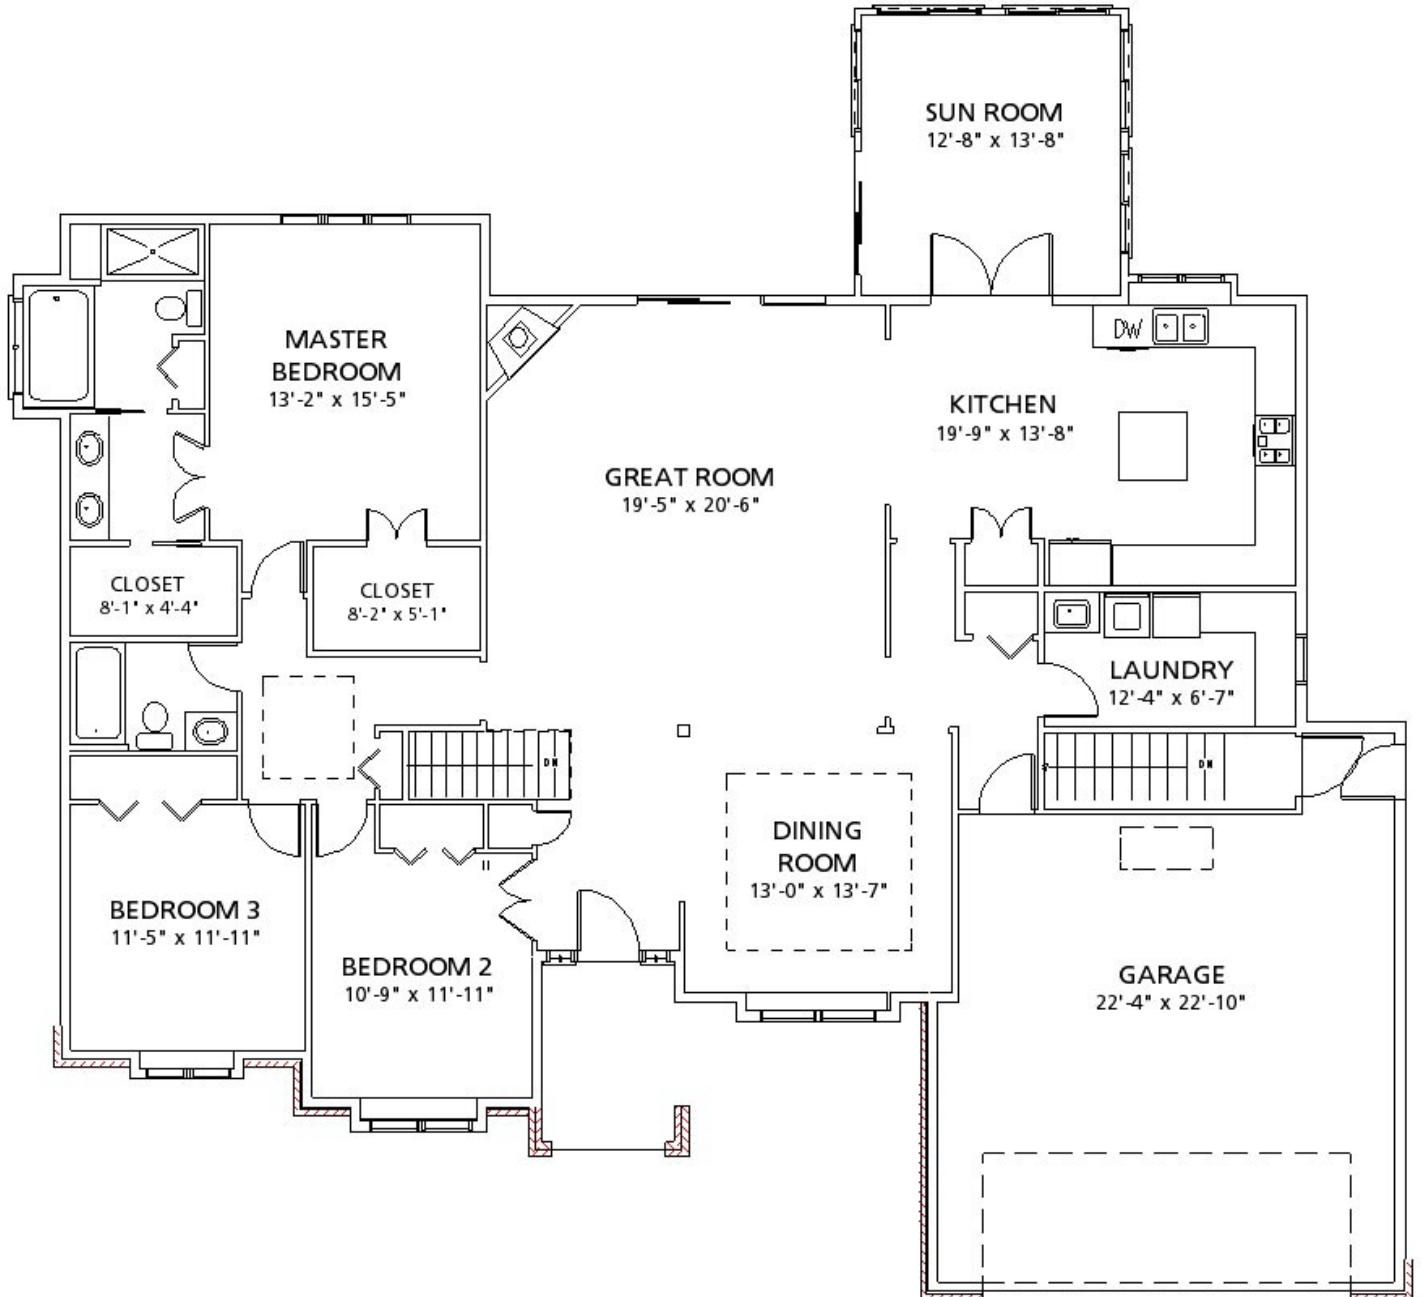 SUN ROOM
12'-8" x 13'-8"
MASTER
BEDROOM
13'-2" x 15'-5"
DW
KITCHEN
19'-9" x 13'-8"
GREAT ROOM
19'-5" x 20'-6"
CLOSET
8'-1" x 4'-4"
CLOSET
8'-2" x 5'-1"
LAUNDRY
12'-4" x 6'-7"
DN
DN
DINING
ROOM
13'-0" x 13'-7"
BEDROOM 3
11'-5" x 11'-11"
BEDROOM 2
10'-9" x 11'-11"
GARAGE
22'-4" x 22'-10"